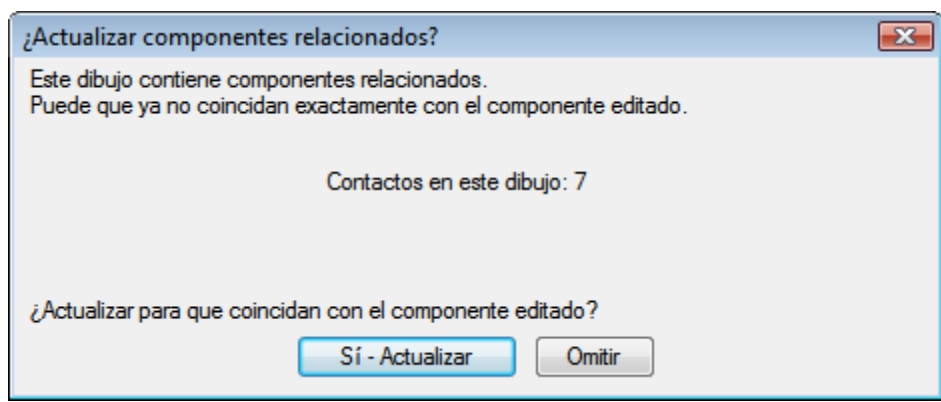 ¿Actualizar componentes relacionados?
Este dibujo contiene componentes relacionados.
Puede que ya no coincidan exactamente con el componente editado.
Contactos en este dibujo: 7
¿Actualizar para que coincidan con el componente editado?
Sí - Actualizar
Omitir